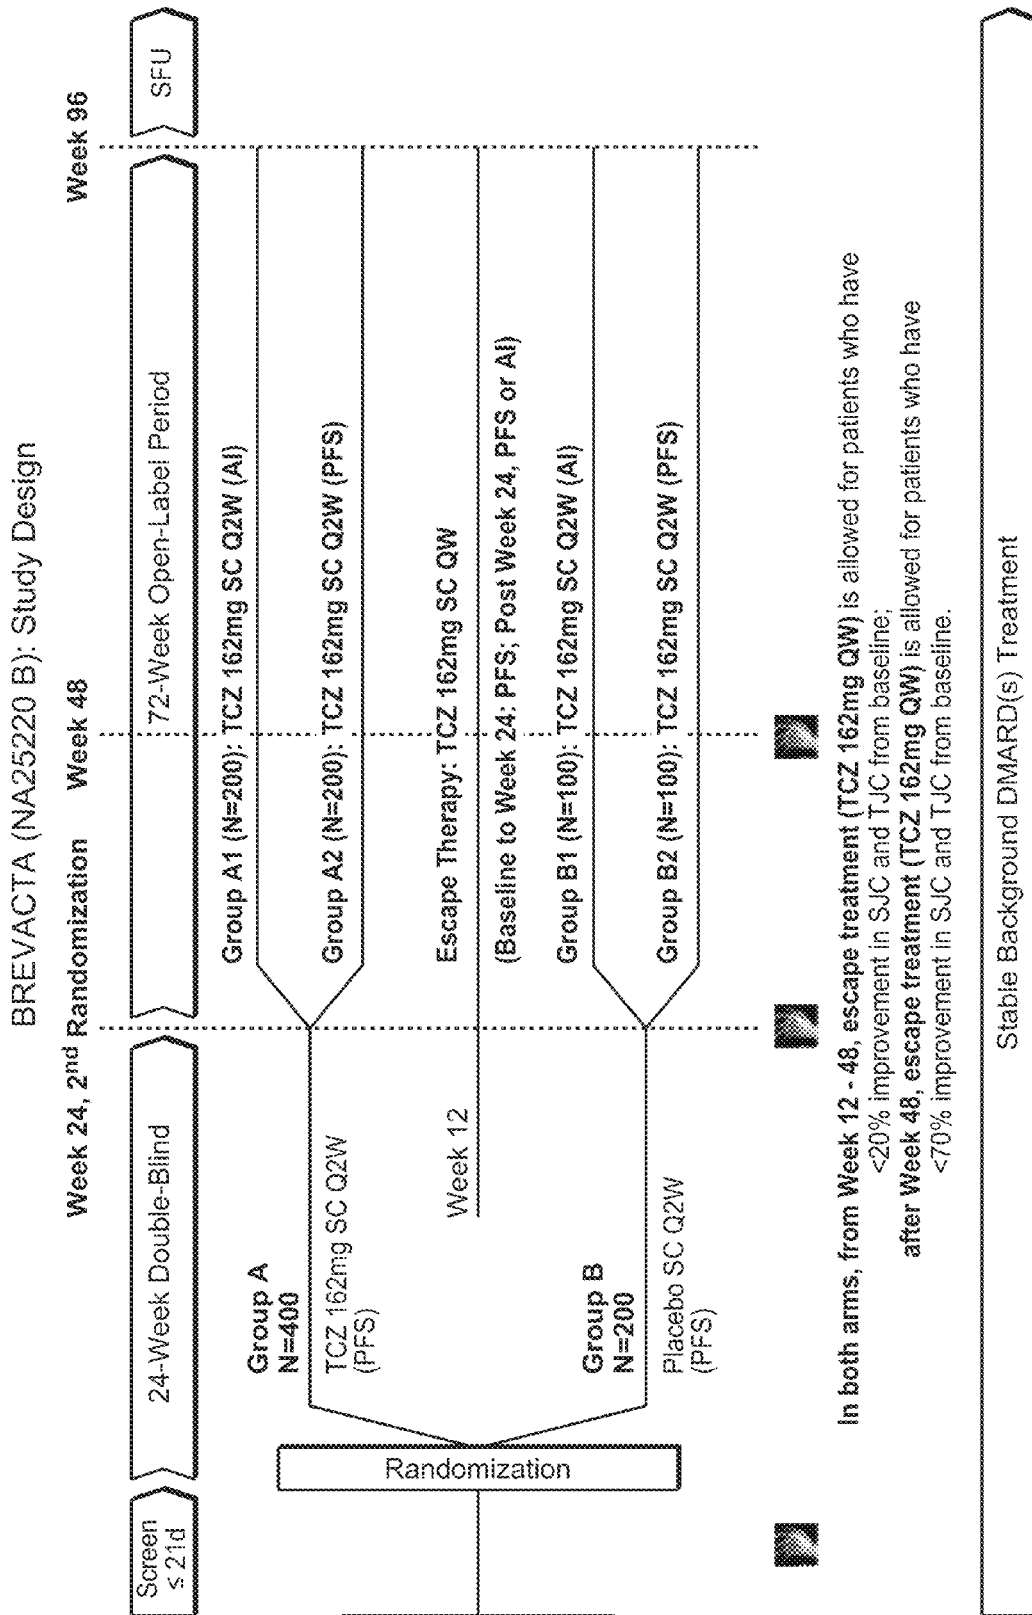 BREVACTA (NA25220 B): Study Design
Week 24, 2nd Randomization
Week 48
Week 96
Screen
≤ 21d
24-Week Double-Blind
72-Week Open-Label Period
SFU
Randomization
Group A
N=400
TCZ 162mg SC Q2W
(PFS)
Group A1 (N=200): TCZ 162mg SC Q2W (AI)
Group A2 (N=200): TCZ 162mg SC Q2W (PFS)
Week 12
Escape Therapy: TCZ 162mg SC QW
(Baseline to Week 24: PFS; Post Week 24, PFS or AI)
Group B
N=200
Placebo SC Q2W
(PFS)
Group B1 (N=100): TCZ 162mg SC Q2W (AI)
Group B2 (N=100): TCZ 162mg SC Q2W (PFS)
In both arms, from Week 12 - 48, escape treatment (TCZ 162mg QW) is allowed for patients who have
<20% improvement in SJC and TJC from baseline;
after Week 48, escape treatment (TCZ 162mg QW) is allowed for patients who have
<70% improvement in SJC and TJC from baseline.
Stable Background DMARD(s) Treatment